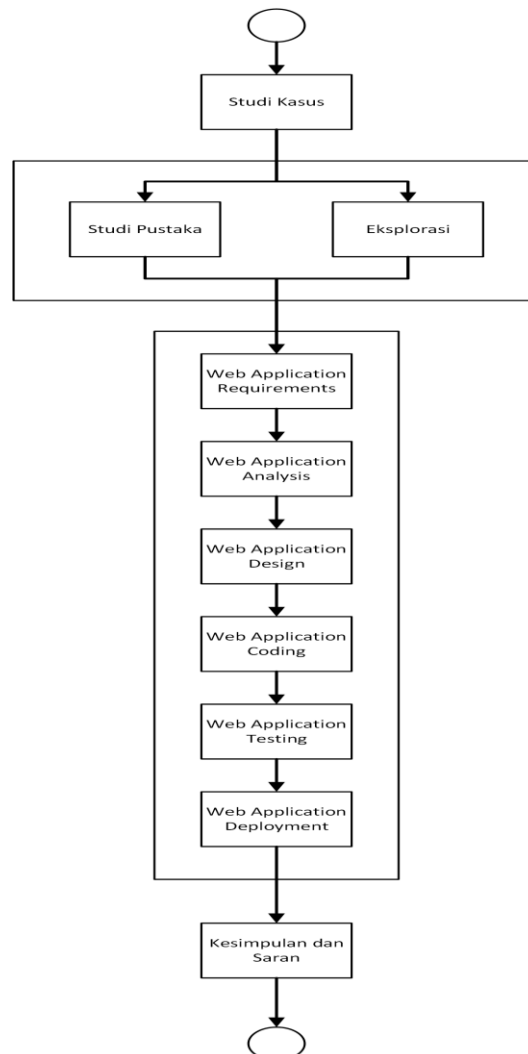 Studi Kasus
Studi Pustaka
Eksplorasi
Web Application
Requirements
Web Application
Analysis
Web Application
Design
Web Application
Coding
Web Application
Testing
Web Application
Deployment
Kesimpulan dan
Saran